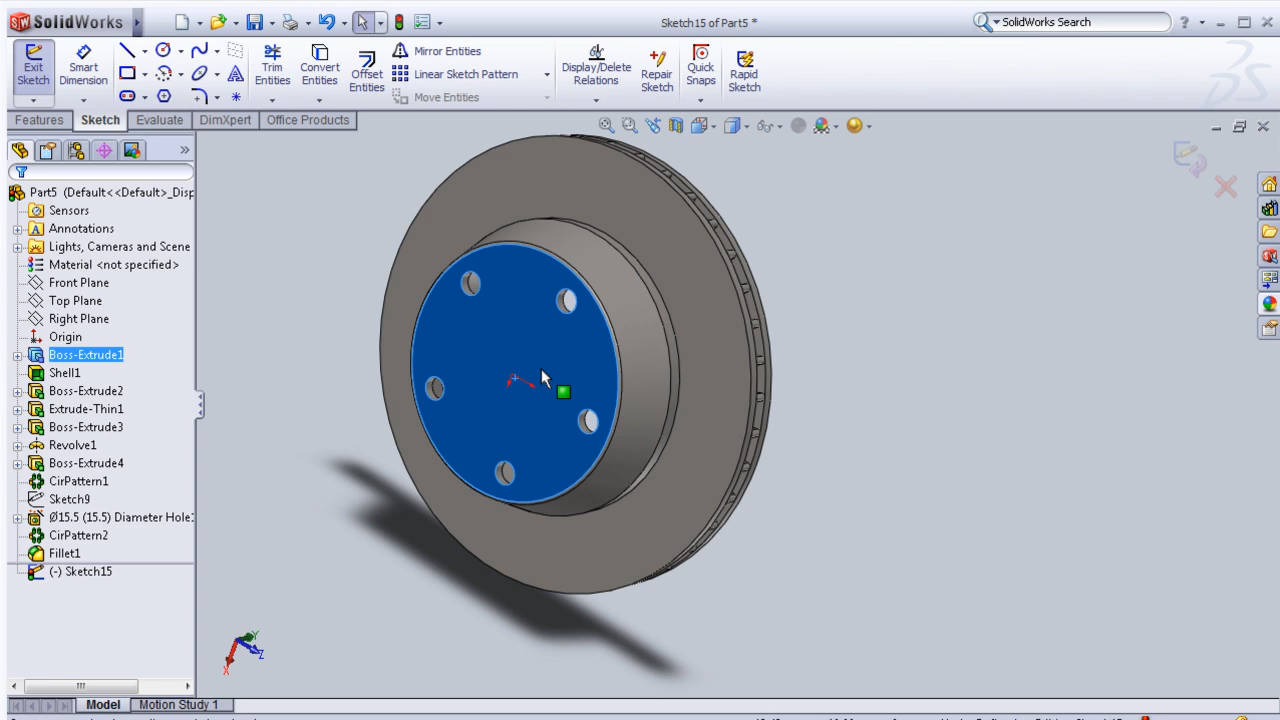 SolidWorks
Sketch15 of Part5 *
SolidWorks Search
Exit Sketch
Smart Dimension
Trim Entities
Convert Entities
Offset Entities
Mirror Entities
Linear Sketch Pattern
Move Entities
Display/Delete Relations
Repair Sketch
Quick Snaps
Rapid Sketch
Features
Sketch
Evaluate
DimXpert
Office Products
Part5 (Default<<Default>_Disp
Sensors
Annotations
Lights, Cameras and Scene
Material <not specified>
Front Plane
Top Plane
Right Plane
Origin
Boss-Extrude1
Shell1
Boss-Extrude2
Extrude-Thin1
Boss-Extrude3
Revolve1
Boss-Extrude4
CirPattern1
Sketch9
Ø15.5 (15.5) Diameter Hole
CirPattern2
Fillet1
(-) Sketch15
Y
Z
X
Model
Motion Study 1